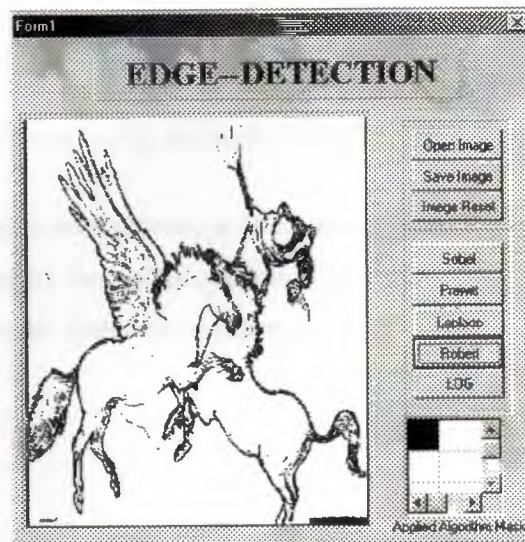 Form1
EDGE--DETECTION
Open Image
Save Image
Image Reset
Sobel
Prewit
Laplace
Robert
LOG
Applied Algorithm Mask